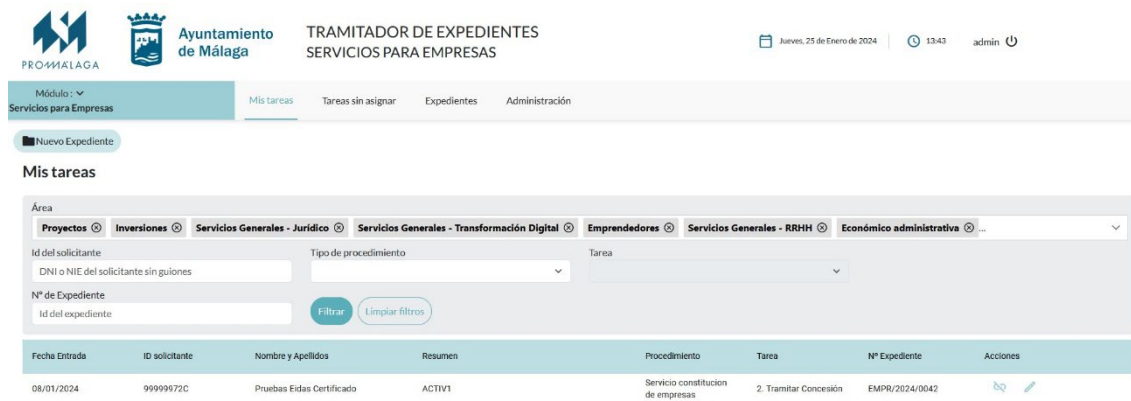 PROMÁLAGA
Ayuntamiento
de Málaga
TRAMITADOR DE EXPEDIENTES
SERVICIOS PARA EMPRESAS
Jueves, 25 de Enero de 2024
13:43
admin
Módulo :
Servicios para Empresas
Mis tareas
Tareas sin asignar
Expedientes
Administración
Nuevo Expediente
Mis tareas
Área
Proyectos Inversiones Servicios Generales - Jurídico Servicios Generales - Transformación Digital Emprendedores Servicios Generales - RRHH Económico administrativa ...
Id del solicitante Tipo de procedimiento Tarea
DNI o NIE del solicitante sin guiones
Nº de Expediente
Id del expediente Filtrar Limpiar filtros
Fecha Entrada ID solicitante Nombre y Apellidos Resumen Procedimiento Tarea Nº Expediente Acciones
08/01/2024 99999972C Pruebas Eidas Certificado ACTIV1 Servicio constitucion
de empresas 2. Tramitar Concesión EMPR/2024/0042